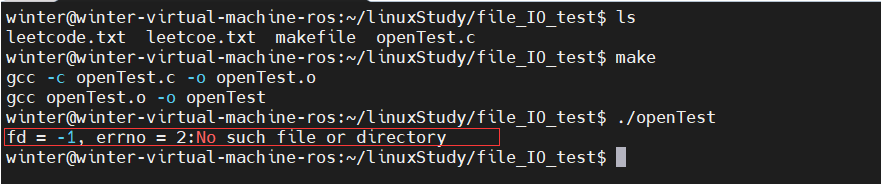 winter@winter-virtual-machine-ros:~/linuxStudy/file_IO_test$ ls
leetcode.txt  leetcoe.txt  makefile  openTest.c
winter@winter-virtual-machine-ros:~/linuxStudy/file_IO_test$ make
gcc -c openTest.c -o openTest.o
gcc openTest.o -o openTest
winter@winter-virtual-machine-ros:~/linuxStudy/file_IO_test$ ./openTest
fd = -1, errno = 2:No such file or directory
winter@winter-virtual-machine-ros:~/linuxStudy/file_IO_test$